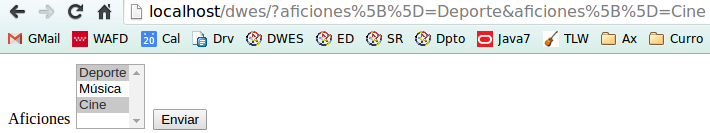 localhost/dwes/?aficiones%5B%5D=Deporte&aficiones%5B%5D=Cine
GMail WAFD 20 Cal Drv DWES ED SR Dpto Java7 TLW Ax Curro
Deporte
Música
Cine
Aficiones Enviar